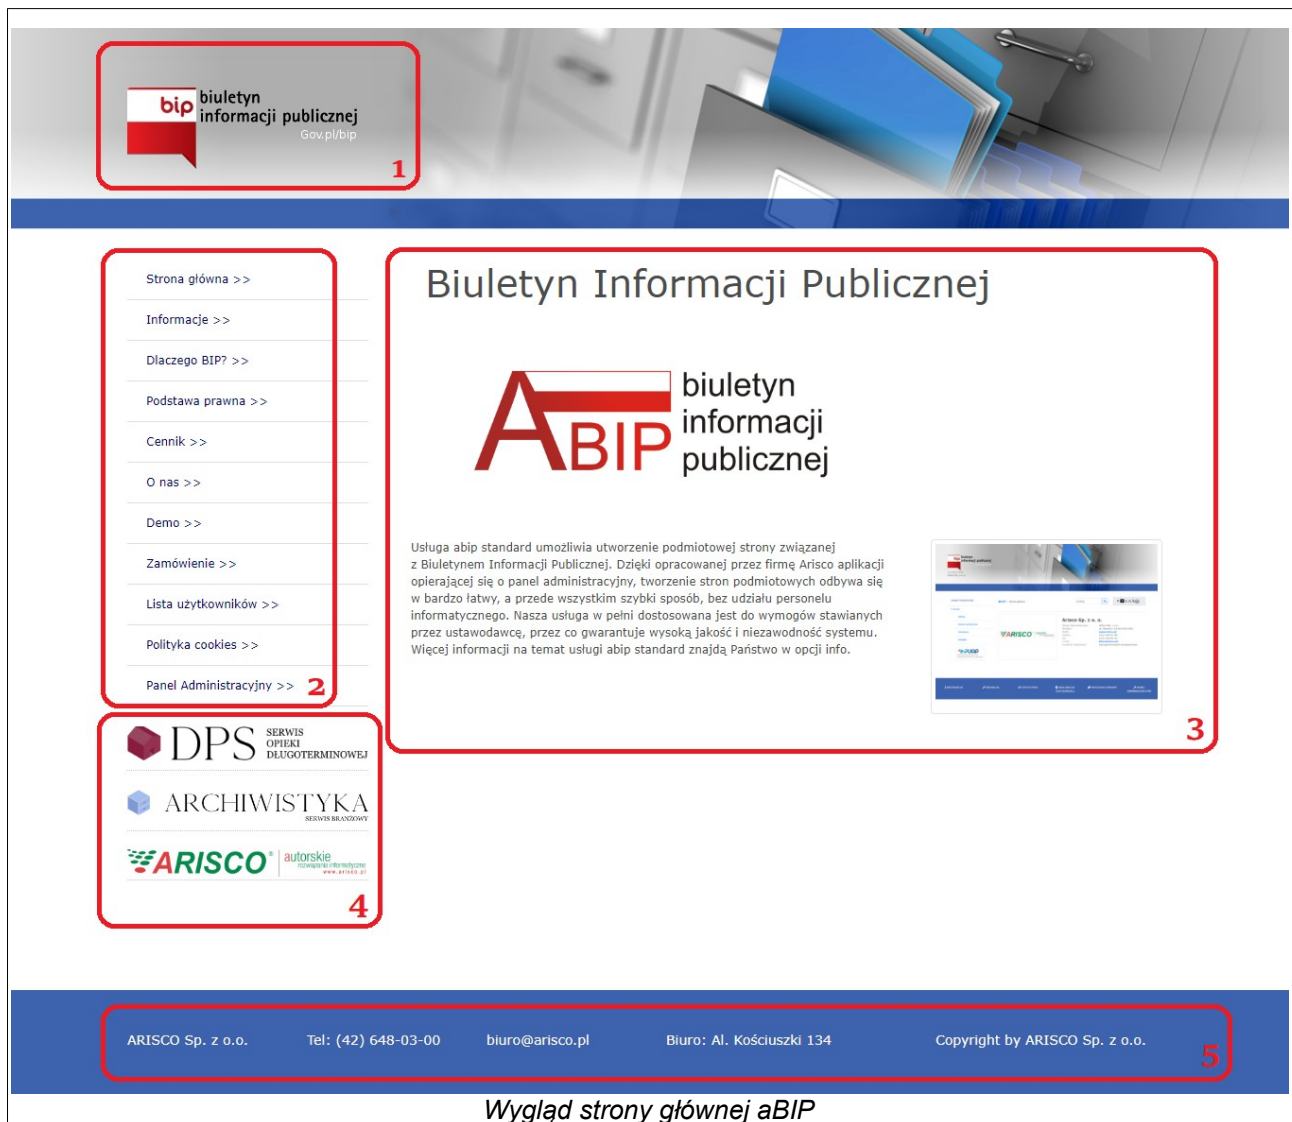 bip biuletyn
informacji publicznej
Gov.pl/bip
1
Strona główna >>
Informacje >>
Dlaczego BIP? >>
Podstawa prawna >>
Cennik >>
O nas >>
Demo >>
Zamówienie >>
Lista użytkowników >>
Polityka cookies >>
Panel Administracyjny >>
2
Biuletyn Informacji Publicznej
ABIP biuletyn
informacji
publicznej
Usługa abip standard umożliwia utworzenie podmiotowej strony związanej
z Biuletynem Informacji Publicznej. Dzięki opracowanej przez firmę Arisco aplikacji
opierającej się o panel administracyjny, tworzenie stron podmiotowych odbywa się
w bardzo łatwy, a przede wszystkim szybki sposób, bez udziału personelu
informatycznego. Nasza usługa w pełni dostosowana jest do wymogów stawianych
przez ustawodawcę, przez co gwarantuje wysoką jakość i niezawodność systemu.
Więcej informacji na temat usługi abip standard znajdą Państwo w opcji info.
ARISCO
3
DPS SERWIS
OPIEKI
DŁUGOTERMINOWEJ
ARCHIWISTYKA
SERWIS BRANŻOWY
ARISCO® autorskie
rozwiązania informatyczne
www.arisco.pl
4
ARISCO Sp. z o.o. Tel: (42) 648-03-00 biuro@arisco.pl Biuro: Al. Kościuszki 134 Copyright by ARISCO Sp. z o.o.
5
Wygląd strony głównej aBIP